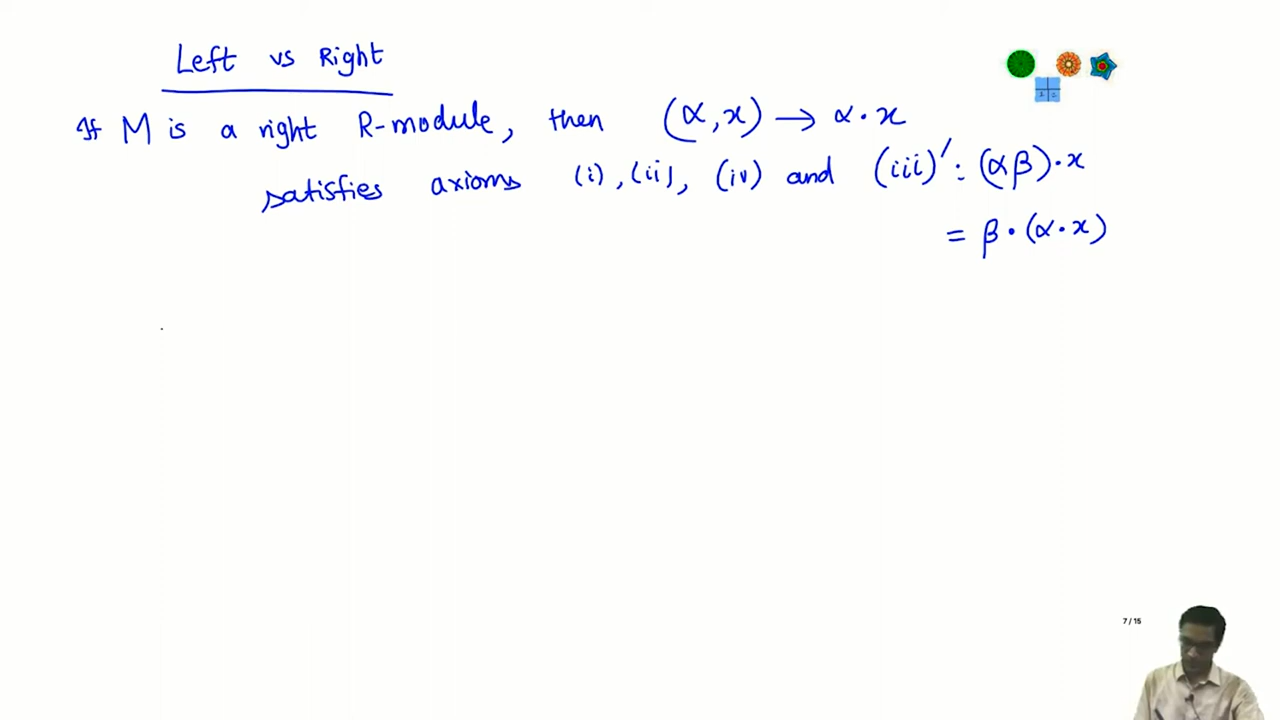 Left vs Right
If M is a right R-module, then (α, x) → α · x
satisfies axioms (i), (ii), (iv) and (iii)′ : (αβ) · x
= β · (α · x)
7 / 15